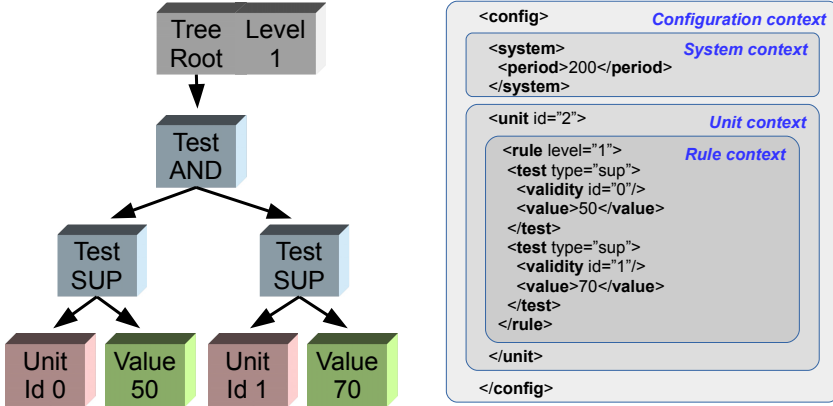 Tree Level
Root 1
Test
AND
Test Test
SUP SUP
Unit Value Unit Value
Id 0 50 Id 1 70
<config> Configuration context
<system> System context
<period>200</period>
</system>
<unit id=”2”> Unit context
<rule level=”1”> Rule context
<test type=”sup”>
<validity id=”0”/>
<value>50</value>
</test>
<test type=”sup”>
<validity id=”1”/>
<value>70</value>
</test>
</rule>
</unit>
</config>